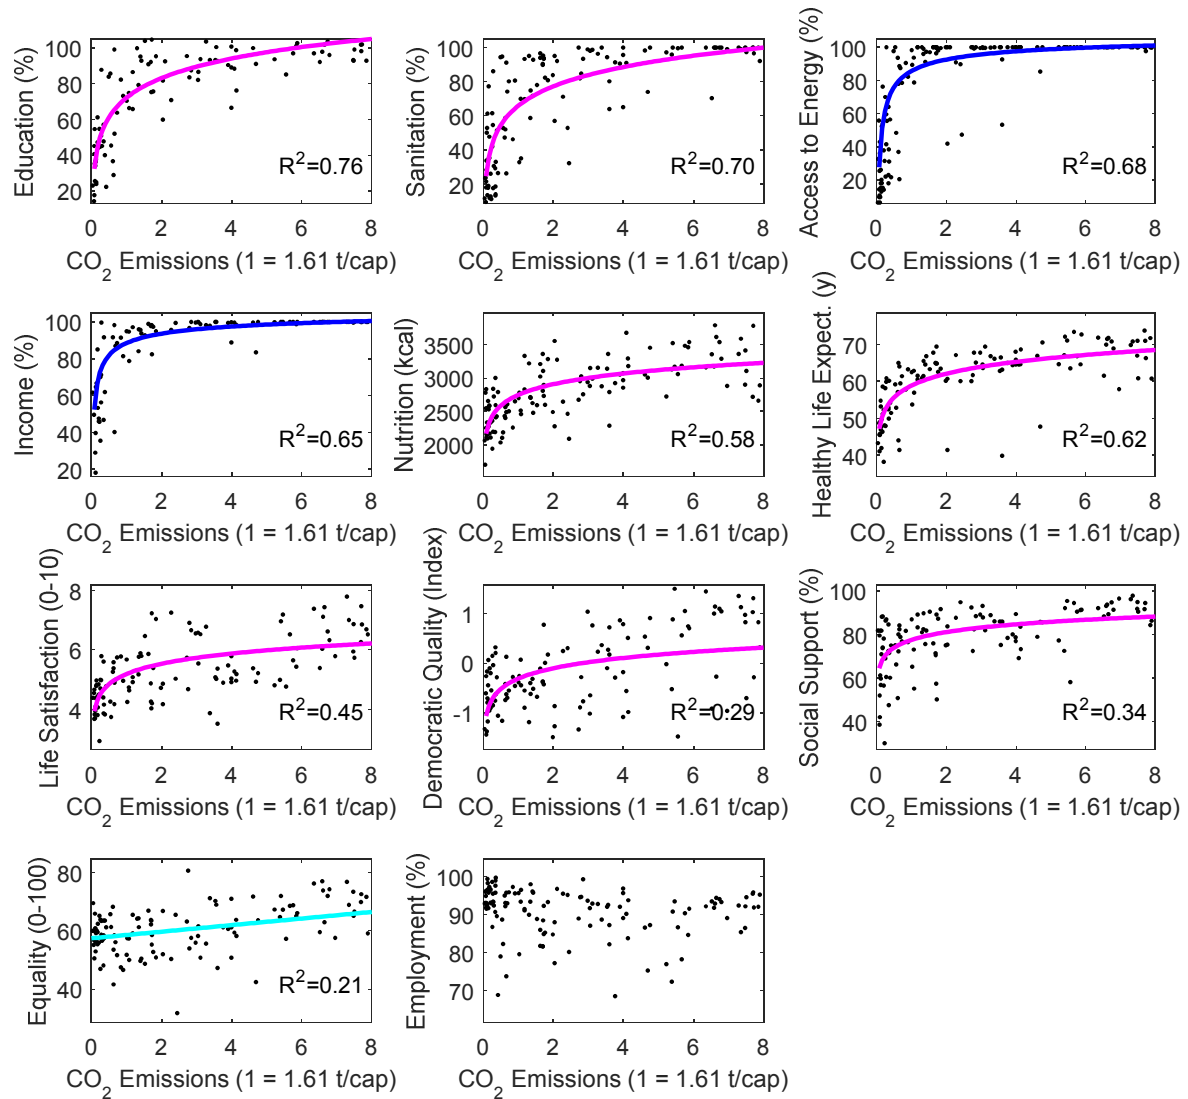 Education (%)
100
80
60
40
20
R2=0.76
0 2 4 6 8
CO2 Emissions (1 = 1.61 t/cap)
Sanitation (%)
100
80
60
40
20
R2=0.70
0 2 4 6 8
CO2 Emissions (1 = 1.61 t/cap)
Access to Energy (%)
100
80
60
40
20
R2=0.68
0 2 4 6 8
CO2 Emissions (1 = 1.61 t/cap)
Income (%)
100
80
60
40
20
R2=0.65
0 2 4 6 8
CO2 Emissions (1 = 1.61 t/cap)
Nutrition (kcal)
3500
3000
2500
2000
R2=0.58
0 2 4 6 8
CO2 Emissions (1 = 1.61 t/cap)
Healthy Life Expect. (y)
70
60
50
40
R2=0.62
0 2 4 6 8
CO2 Emissions (1 = 1.61 t/cap)
Life Satisfaction (0-10)
8
6
4
R2=0.45
0 2 4 6 8
CO2 Emissions (1 = 1.61 t/cap)
Democratic Quality (Index)
1
0
-1
R2=0.29
0 2 4 6 8
CO2 Emissions (1 = 1.61 t/cap)
Social Support (%)
100
80
60
40
R2=0.34
0 2 4 6 8
CO2 Emissions (1 = 1.61 t/cap)
Equality (0-100)
80
60
40
R2=0.21
0 2 4 6 8
CO2 Emissions (1 = 1.61 t/cap)
Employment (%)
100
90
80
70
0 2 4 6 8
CO2 Emissions (1 = 1.61 t/cap)